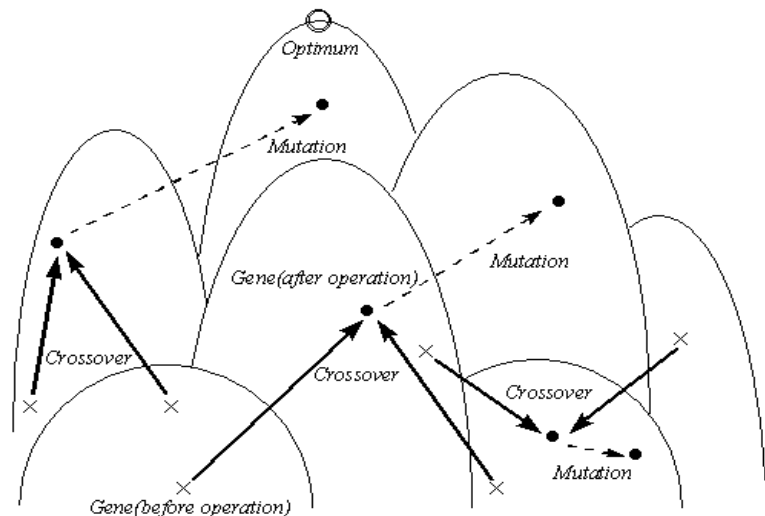 Optimum
Mutation
Mutation
Gene(after operation)
Crossover
Crossover
Crossover
Mutation
Gene(before operation)